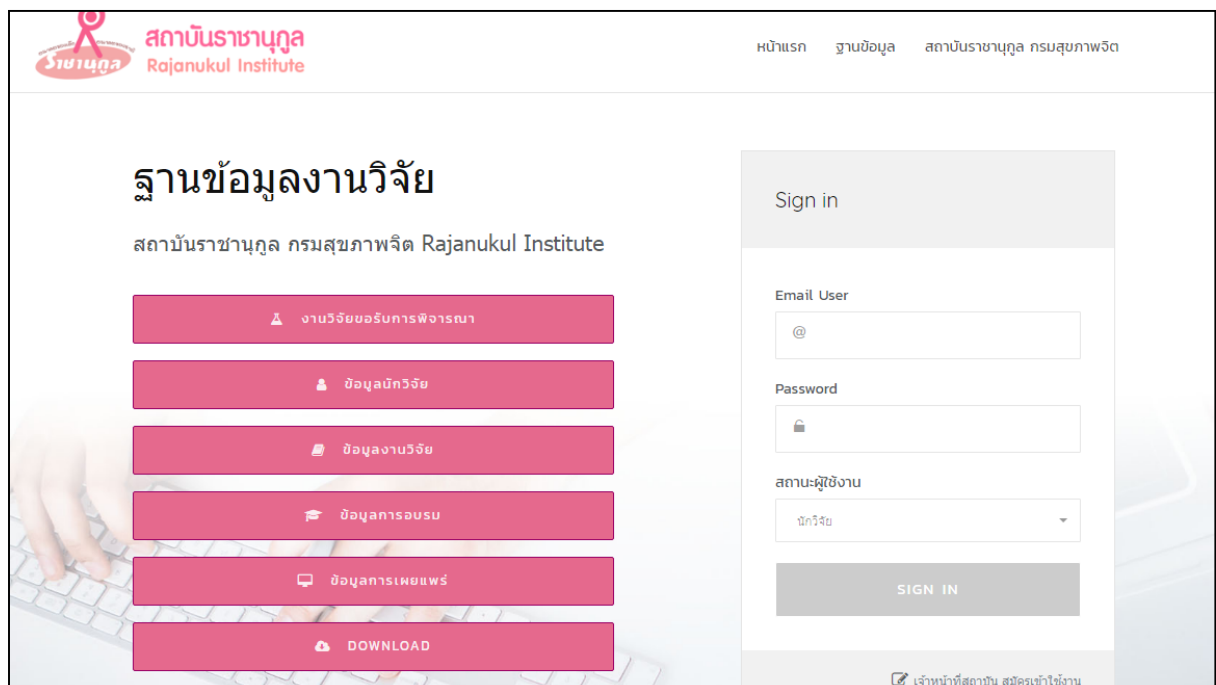 ราชานุกูล
สถาบันราชานุกูล
Rajanukul Institute
หน้าแรก ฐานข้อมูล สถาบันราชานุกูล กรมสุขภาพจิต
ฐานข้อมูลงานวิจัย
สถาบันราชานุกูล กรมสุขภาพจิต Rajanukul Institute
งานวิจัยขอรับการพิจารณา
ข้อมูลนักวิจัย
ข้อมูลงานวิจัย
ข้อมูลการอบรม
ข้อมูลการเผยแพร่
DOWNLOAD
Sign in
Email User
@
Password
สถานะผู้ใช้งาน
นักวิจัย
SIGN IN
เจ้าหน้าที่สถาบัน สมัครเข้าใช้งาน